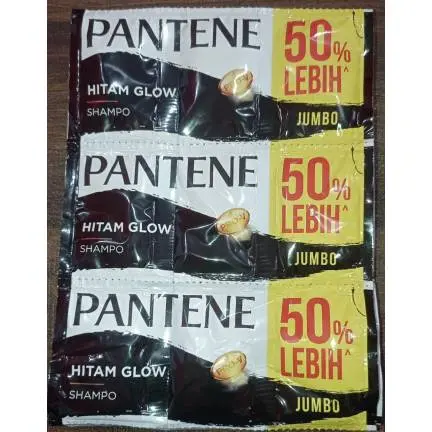 PANTENE
HITAM GLOW
SHAMPO
50%
LEBIH^
JUMBO
PANTENE
HITAM GLOW
SHAMPO
50%
LEBIH^
JUMBO
PANTENE
HITAM GLOW
SHAMPO
PRO-V
50%
LEBIH^
JUMBO